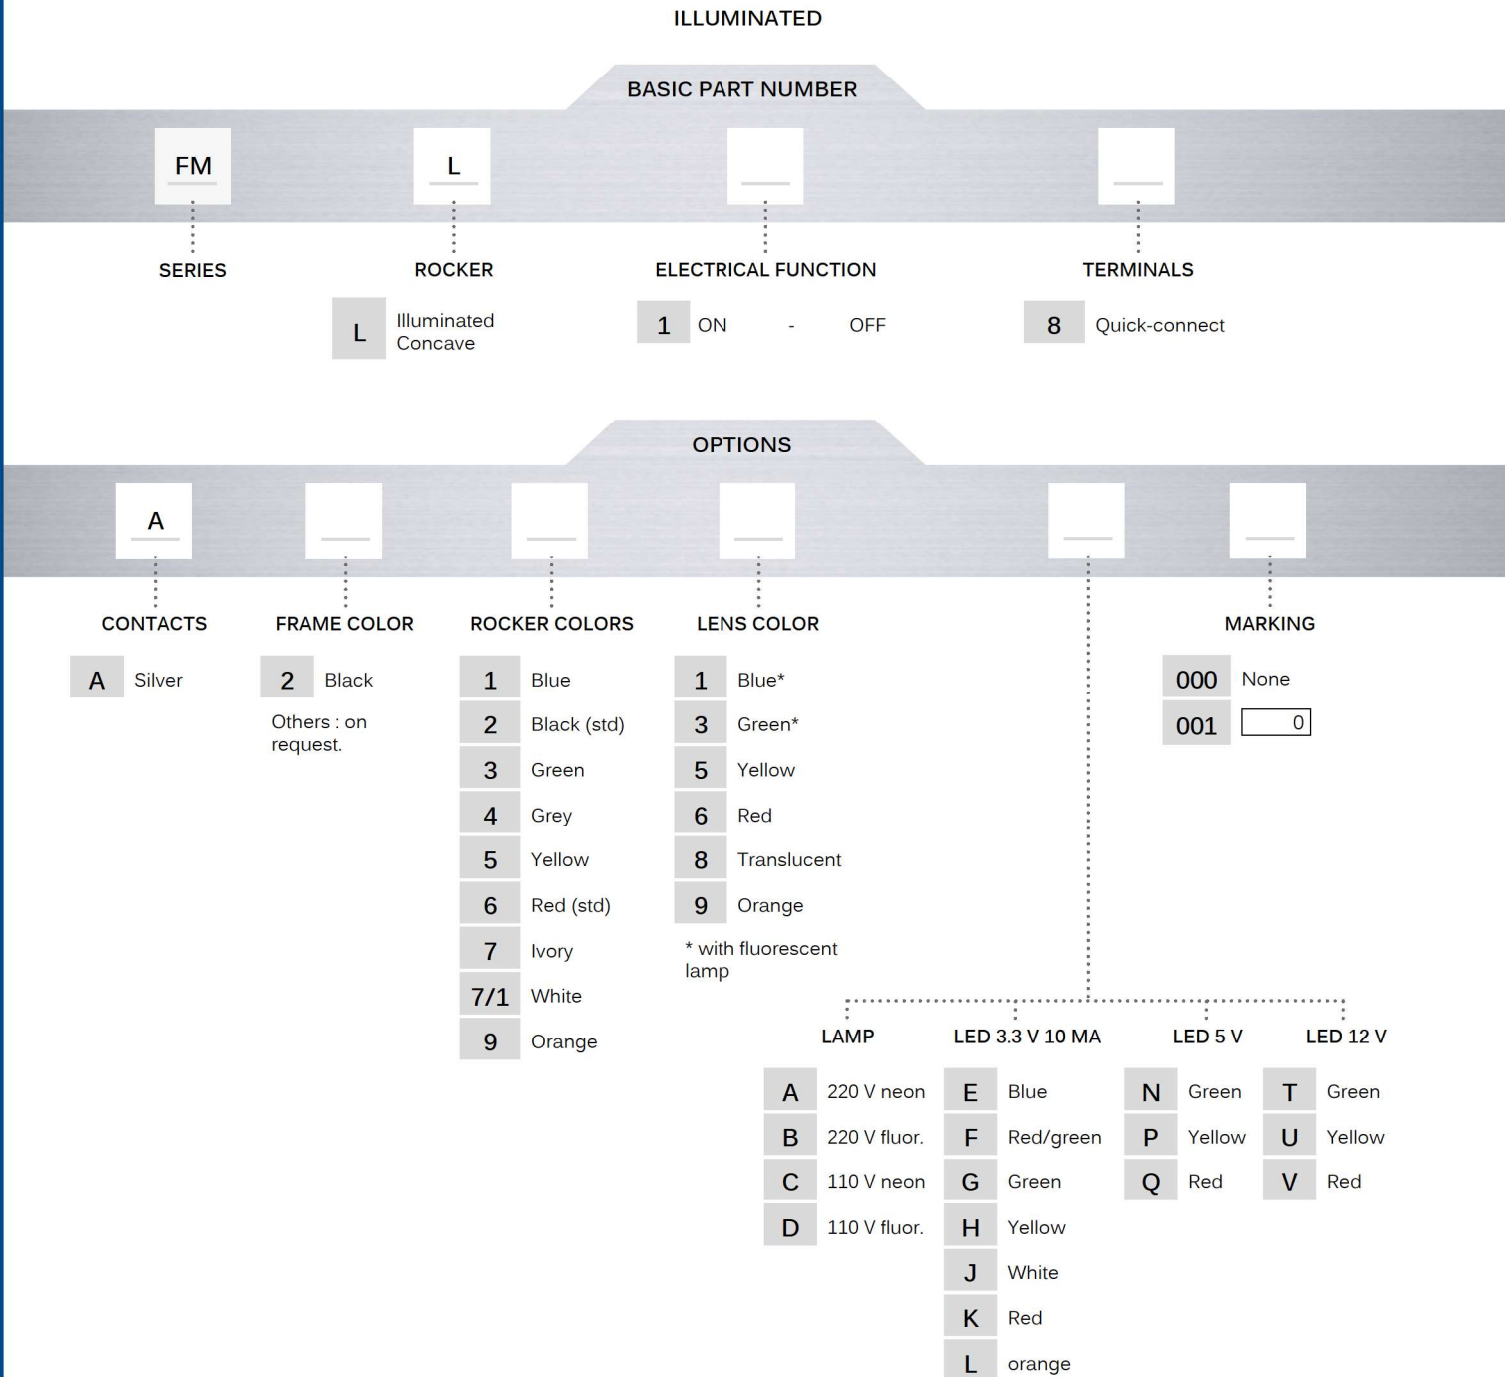 ILLUMINATED
BASIC PART NUMBER
FM L
SERIES ROCKER ELECTRICAL FUNCTION TERMINALS
L Illuminated
Concave
1 ON - OFF
8 Quick-connect
OPTIONS
A
CONTACTS FRAME COLOR ROCKER COLORS LENS COLOR MARKING
A Silver
2 Black
Others : on
request.
1 Blue
2 Black (std)
3 Green
4 Grey
5 Yellow
6 Red (std)
7 Ivory
7/1 White
9 Orange
1 Blue*
3 Green*
5 Yellow
6 Red
8 Translucent
9 Orange
* with fluorescent
lamp
000 None
001 0
LAMP LED 3.3 V 10 MA LED 5 V LED 12 V
A 220 V neon E Blue N Green T Green
B 220 V fluor. F Red/green P Yellow U Yellow
C 110 V neon G Green Q Red V Red
D 110 V fluor. H Yellow
J White
K Red
L orange